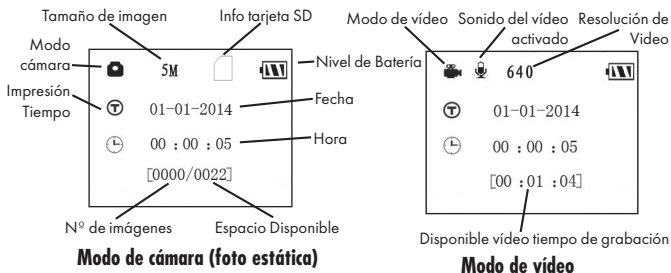 Tamaño de imagen
Info tarjeta SD
Modo
cámara
5M
Nivel de Batería
Impresión
Tiempo
T
01-01-2014
Fecha
00 : 00 : 05
Hora
[0000/0022]
Nº de imágenes
Espacio Disponible
Modo de cámara (foto estática)
Modo de vídeo
Sonido del vídeo
activado
Resolución de
Video
640
T
01-01-2014
00 : 00 : 05
[00 :01 :04]
Disponible vídeo tiempo de grabación
Modo de vídeo